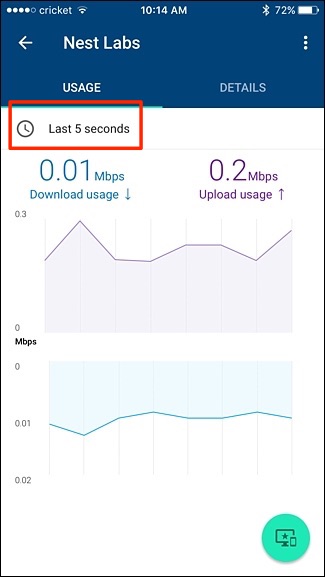 cricket 10:14 AM 72%
Nest Labs
USAGE DETAILS
Last 5 seconds
0.01 Mbps 0.2 Mbps
Download usage ↓ Upload usage ↑
0.3
0
Mbps
0
0.01
0.02